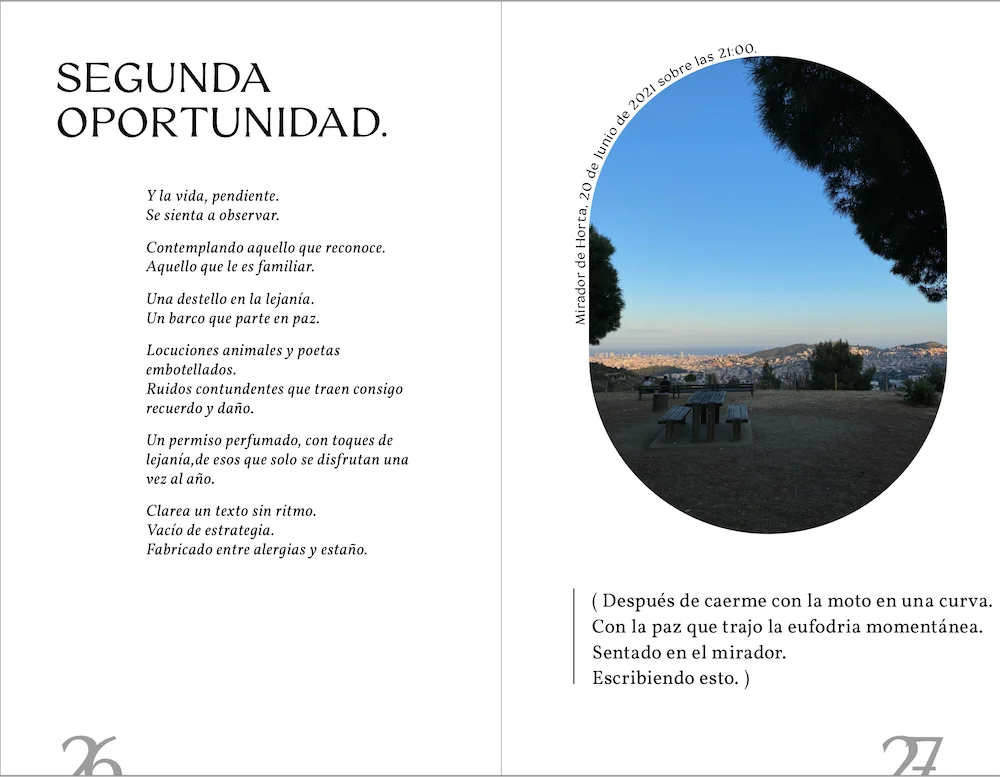 SEGUNDA
OPORTUNIDAD.
Y la vida, pendiente.
Se sienta a observar.
Contemplando aquello que reconoce.
Aquello que le es familiar.
Una destello en la lejanía.
Un barco que parte en paz.
Locuciones animales y poetas
embotellados.
Ruidos contundentes que traen consigo
recuerdo y daño.
Un permiso perfumado, con toques de
lejanía,de esos que solo se disfrutan una
vez al año.
Clarea un texto sin ritmo.
Vacío de estrategia.
Fabricado entre alergias y estaño.
26
Mirador de Horta, 20 de Junio de 2021 sobre las 21:00.
( Después de caerme con la moto en una curva.
Con la paz que trajo la eufodria momentánea.
Sentado en el mirador.
Escribiendo esto. )
27